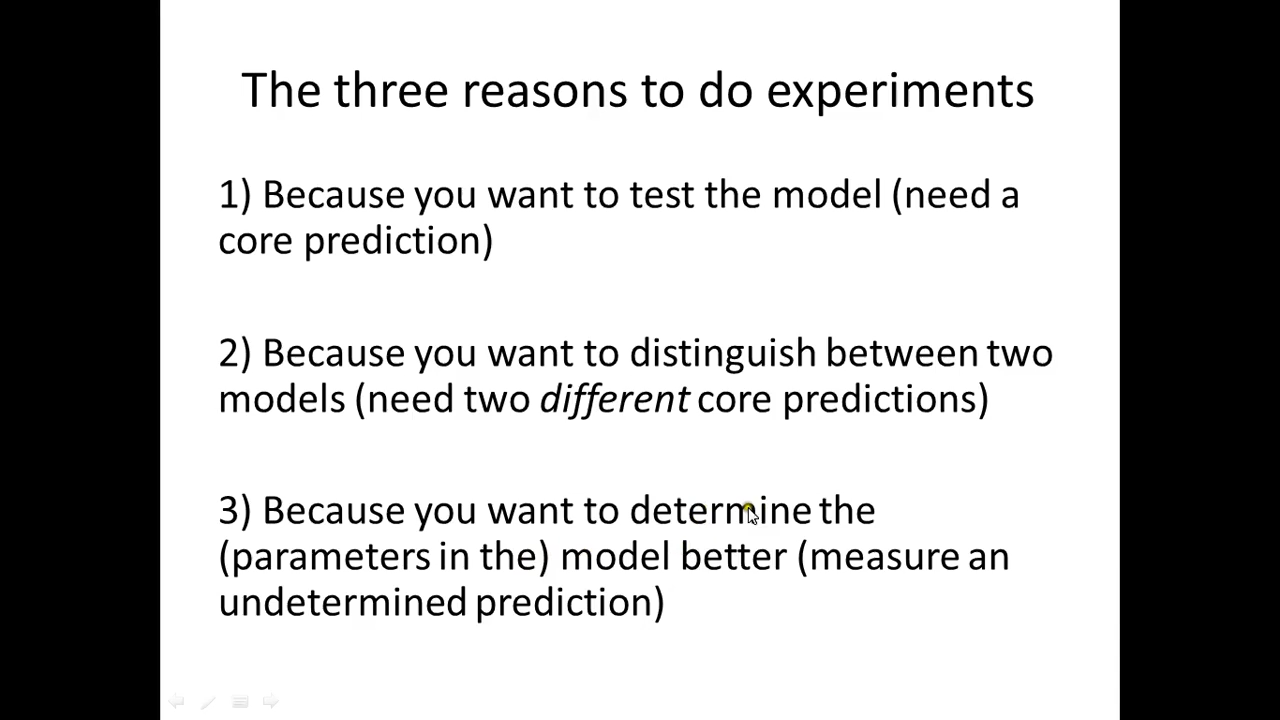 The three reasons to do experiments
1) Because you want to test the model (need a
core prediction)
2) Because you want to distinguish between two
models (need two different core predictions)
3) Because you want to determine the
(parameters in the) model better (measure an
undetermined prediction)